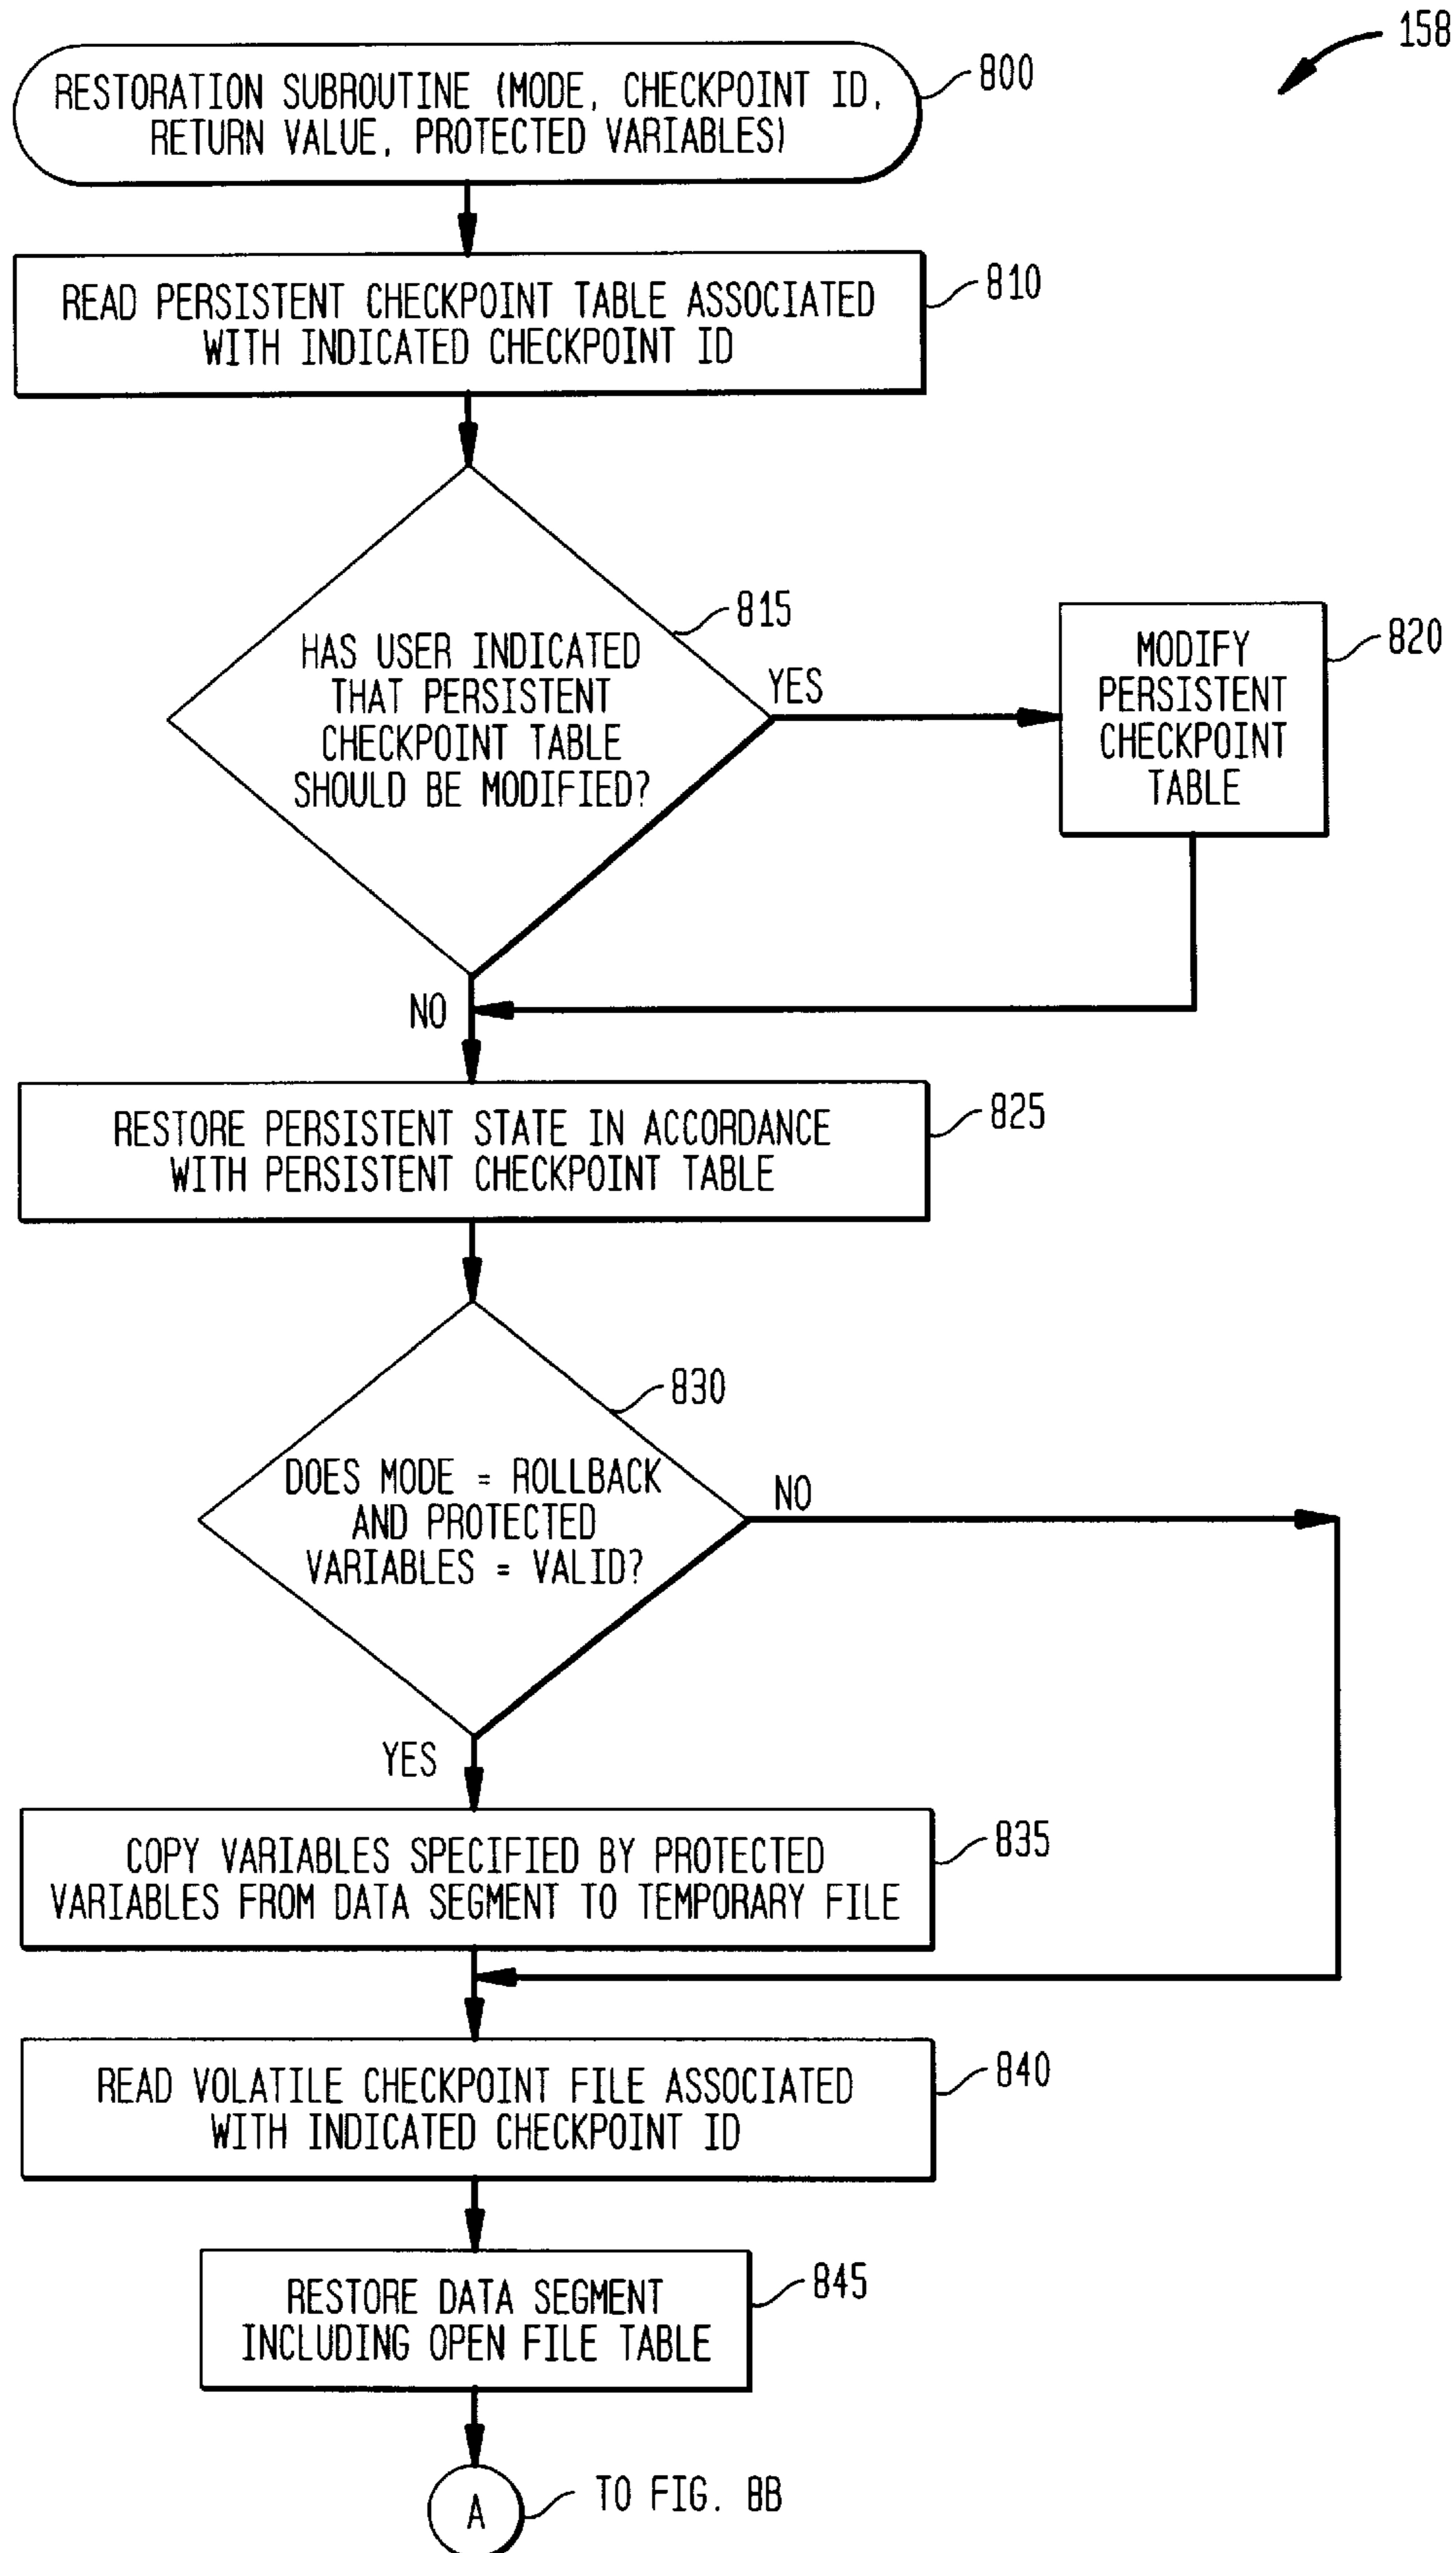 158
RESTORATION SUBROUTINE (MODE, CHECKPOINT ID,
RETURN VALUE, PROTECTED VARIABLES)
800
READ PERSISTENT CHECKPOINT TABLE ASSOCIATED
WITH INDICATED CHECKPOINT ID
810
HAS USER INDICATED
THAT PERSISTENT
CHECKPOINT TABLE
SHOULD BE MODIFIED?
815
YES
MODIFY
PERSISTENT
CHECKPOINT
TABLE
820
NO
RESTORE PERSISTENT STATE IN ACCORDANCE
WITH PERSISTENT CHECKPOINT TABLE
825
DOES MODE = ROLLBACK
AND PROTECTED
VARIABLES = VALID?
830
NO
YES
COPY VARIABLES SPECIFIED BY PROTECTED
VARIABLES FROM DATA SEGMENT TO TEMPORARY FILE
835
READ VOLATILE CHECKPOINT FILE ASSOCIATED
WITH INDICATED CHECKPOINT ID
840
RESTORE DATA SEGMENT
INCLUDING OPEN FILE TABLE
845
A
TO FIG. 8B